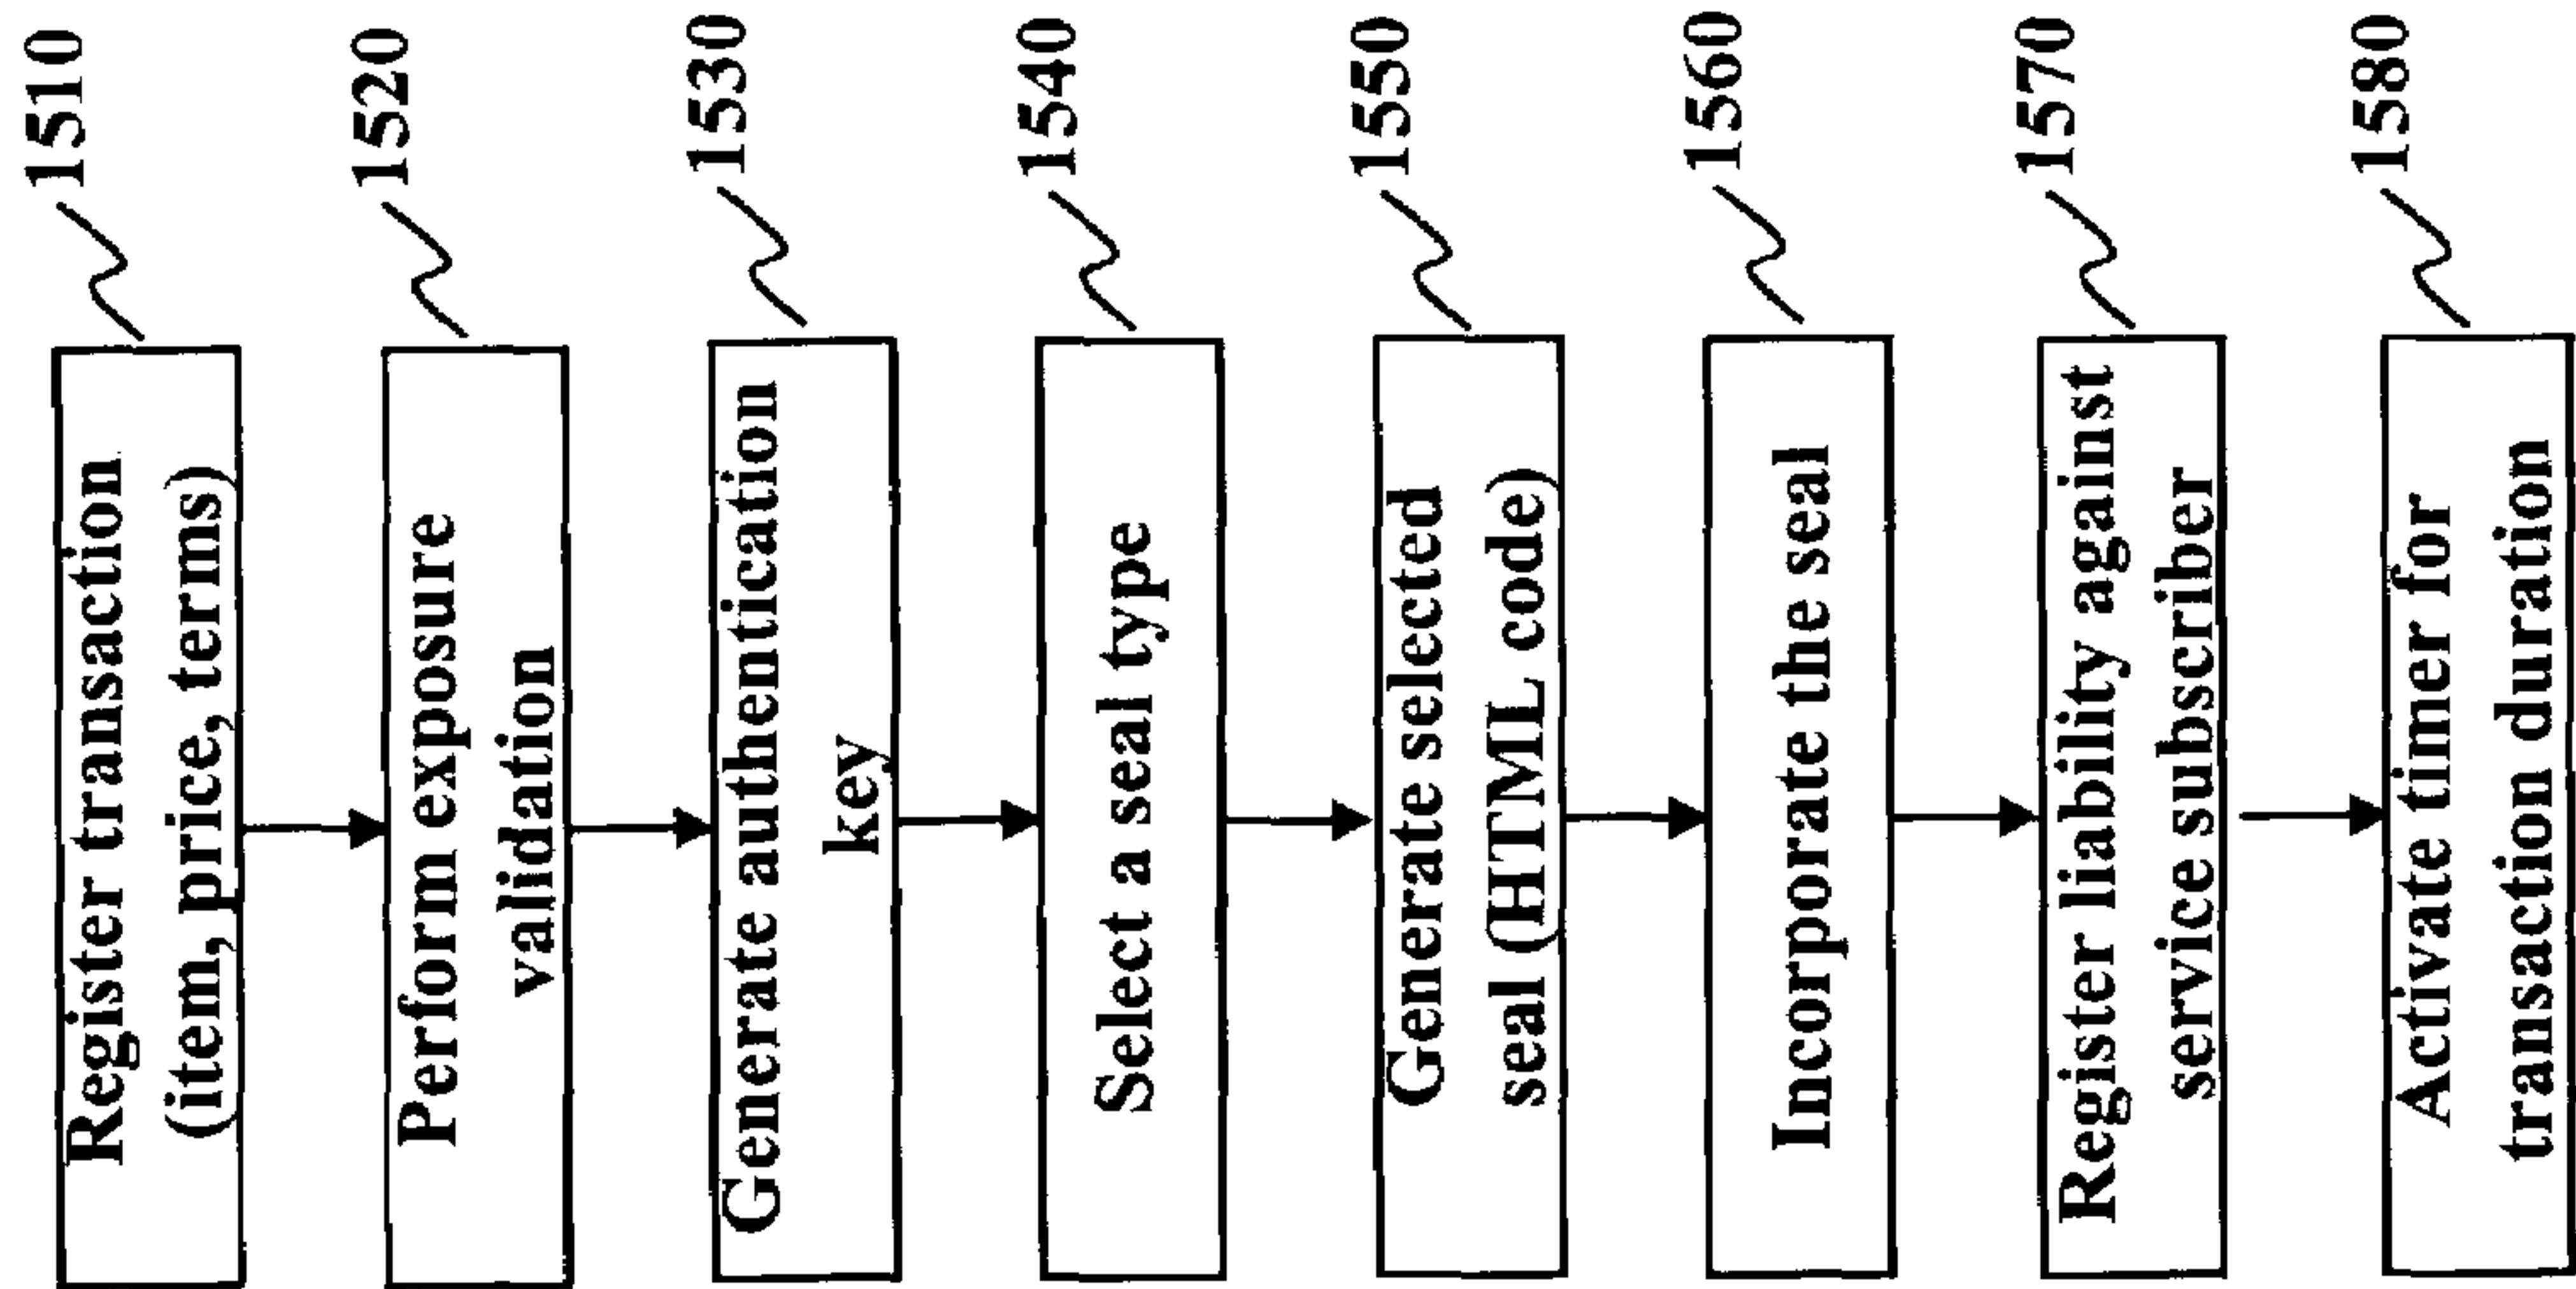 Register transaction
(item, price, terms)
1510
Perform exposure
validation
1520
Generate authentication
key
1530
Select a seal type
1540
Generate selected
seal (HTML code)
1550
Incorporate the seal
1560
Register liability against
service subscriber
1570
Activate timer for
transaction duration
1580